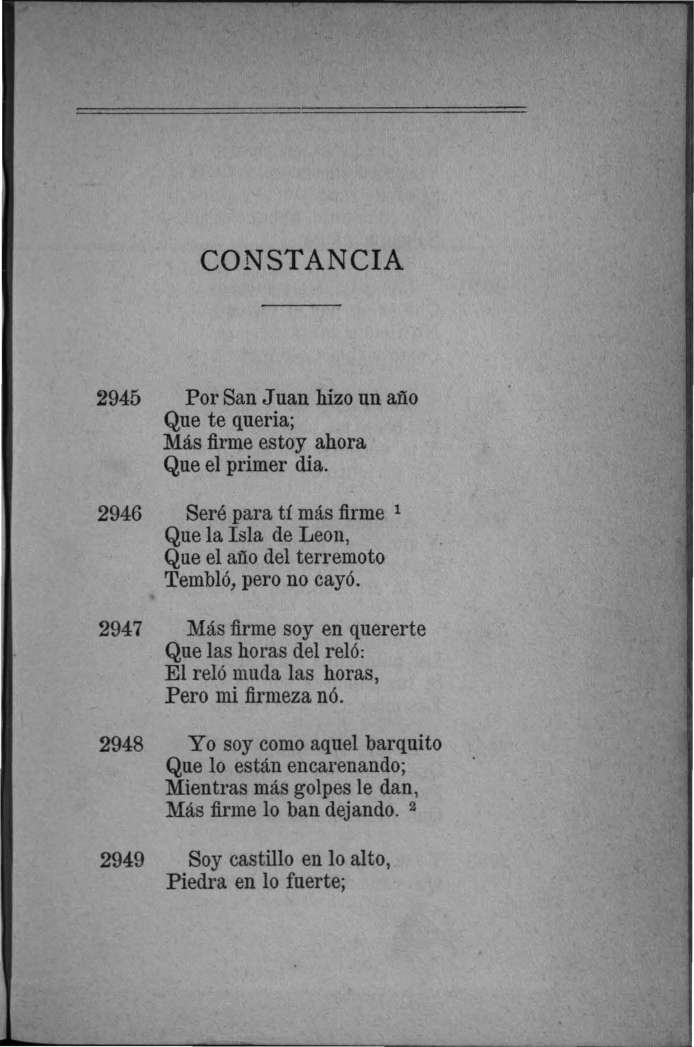 CONSTANCIA
2945 Por San Juan hizo un año
Que te queria;
Más firme estoy ahora
Que el primer dia.
2946 Seré para tí más firme ¹
Que la Isla de Leon,
Que el año del terremoto
Tembló, pero no cayó.
2947 Más firme soy en quererte
Que las horas del reló:
El reló muda las horas,
Pero mi firmeza nó.
2948 Yo soy como aquel barquito
Que lo están encarenando;
Mientras más golpes le dan,
Más firme lo ban dejando. ²
2949 Soy castillo en lo alto,
Piedra en lo fuerte;